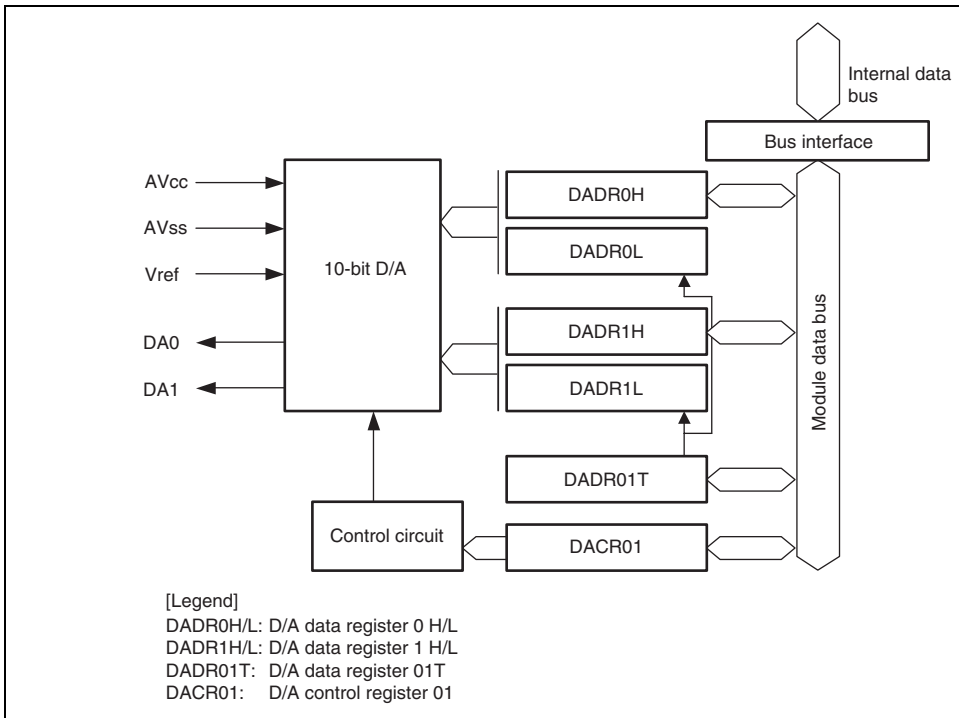 Internal data
bus
Bus interface
AVcc
AVss
Vref
DA0
DA1
10-bit D/A
DADR0H
DADR0L
DADR1H
DADR1L
DADR01T
DACR01
Control circuit
Module data bus
[Legend]
DADR0H/L: D/A data register 0 H/L
DADR1H/L: D/A data register 1 H/L
DADR01T: D/A data register 01T
DACR01: D/A control register 01